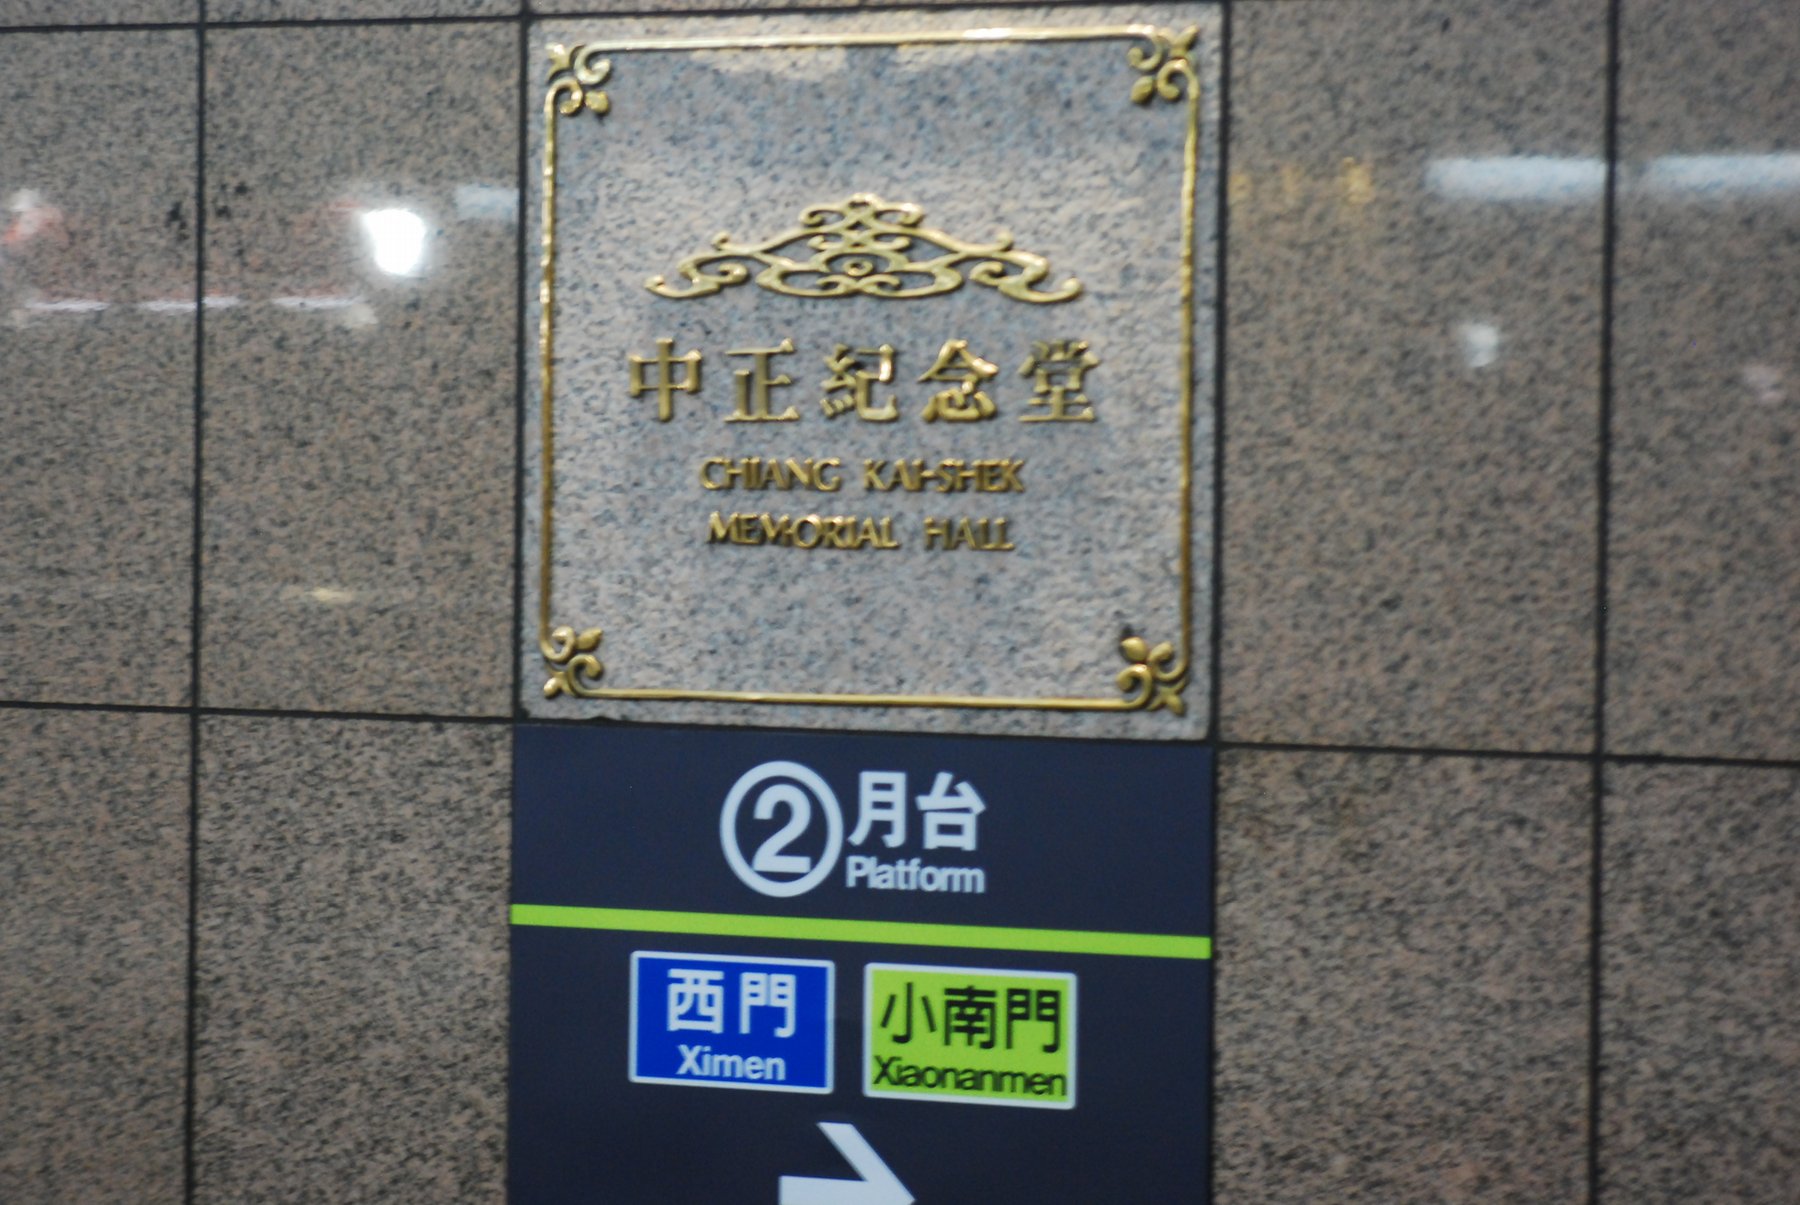 中正紀念堂
CHIANG KAI-SHEK
MEMORIAL HALL
2 月台
Platform
西門
Ximen
小南門
Xiaonanmen